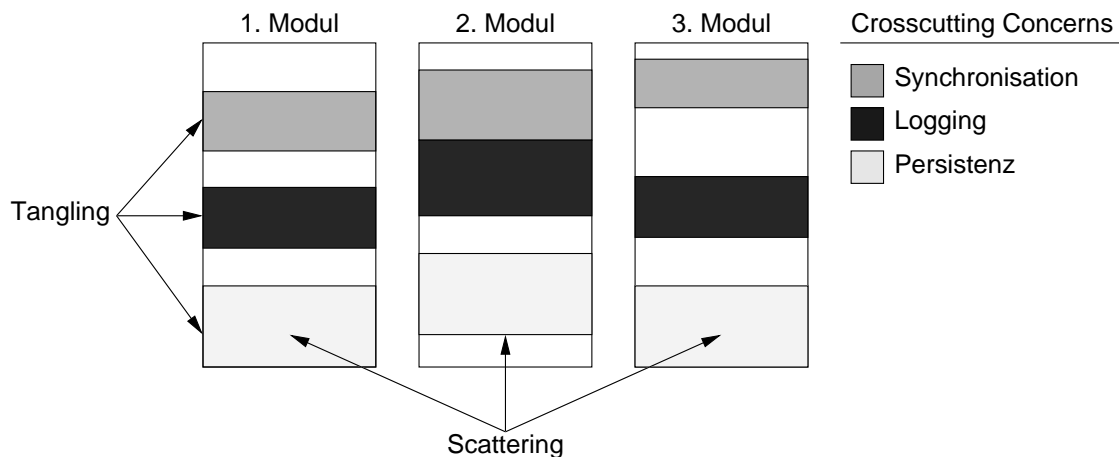 1. Modul
2. Modul
3. Modul
Crosscutting Concerns
Synchronisation
Logging
Persistenz
Tangling
Scattering